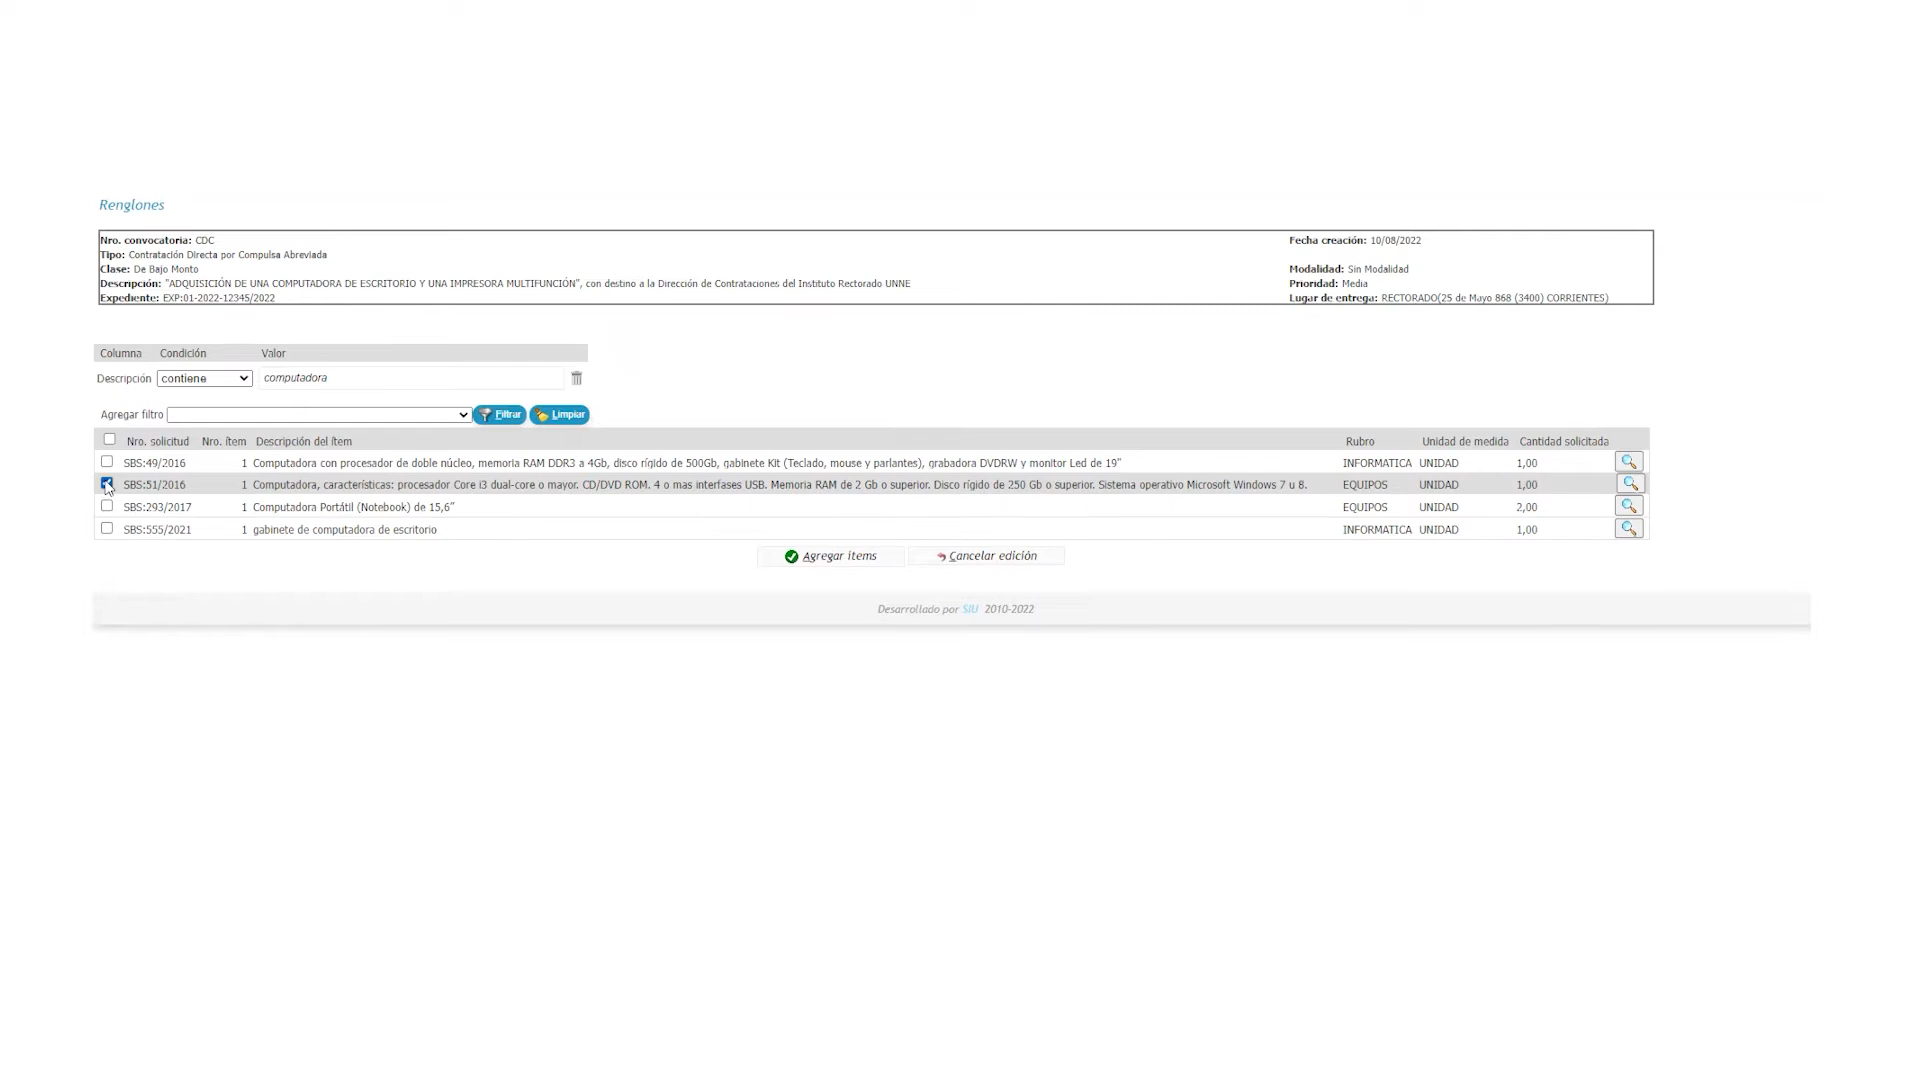 Renglones
Nro. convocatoria: CDC Fecha creación: 10/08/2022
Tipo: Contratación Directa por Compulsa Abreviada
Clase: De Bajo Monto Modalidad: Sin Modalidad
Descripción: "ADQUISICIÓN DE UNA COMPUTADORA DE ESCRITORIO Y UNA IMPRESORA MULTIFUNCIÓN", con destino a la Dirección de Contrataciones del Instituto Rectorado UNNE Prioridad: Media
Expediente: EXP:01-2022-12345/2022 Lugar de entrega: RECTORADO(25 de Mayo 868 (3400) CORRIENTES)
Columna Condición Valor
Descripción contiene computadora
Agregar filtro Filtrar Limpiar
Nro. solicitud Nro. ítem Descripción del ítem Rubro Unidad de medida Cantidad solicitada
SBS:49/2016 1 Computadora con procesador de doble núcleo, memoria RAM DDR3 a 4Gb, disco rígido de 500Gb, gabinete Kit (Teclado, mouse y parlantes), grabadora DVDRW y monitor Led de 19" INFORMATICA UNIDAD 1,00
SBS:51/2016 1 Computadora, características: procesador Core i3 dual-core o mayor. CD/DVD ROM. 4 o mas interfases USB. Memoria RAM de 2 Gb o superior. Disco rígido de 250 Gb o superior. Sistema operativo Microsoft Windows 7 u 8. EQUIPOS UNIDAD 1,00
SBS:293/2017 1 Computadora Portátil (Notebook) de 15,6" EQUIPOS UNIDAD 2,00
SBS:555/2021 1 gabinete de computadora de escritorio INFORMATICA UNIDAD 1,00
Agregar ítems Cancelar edición
Desarrollado por SIU 2010-2022